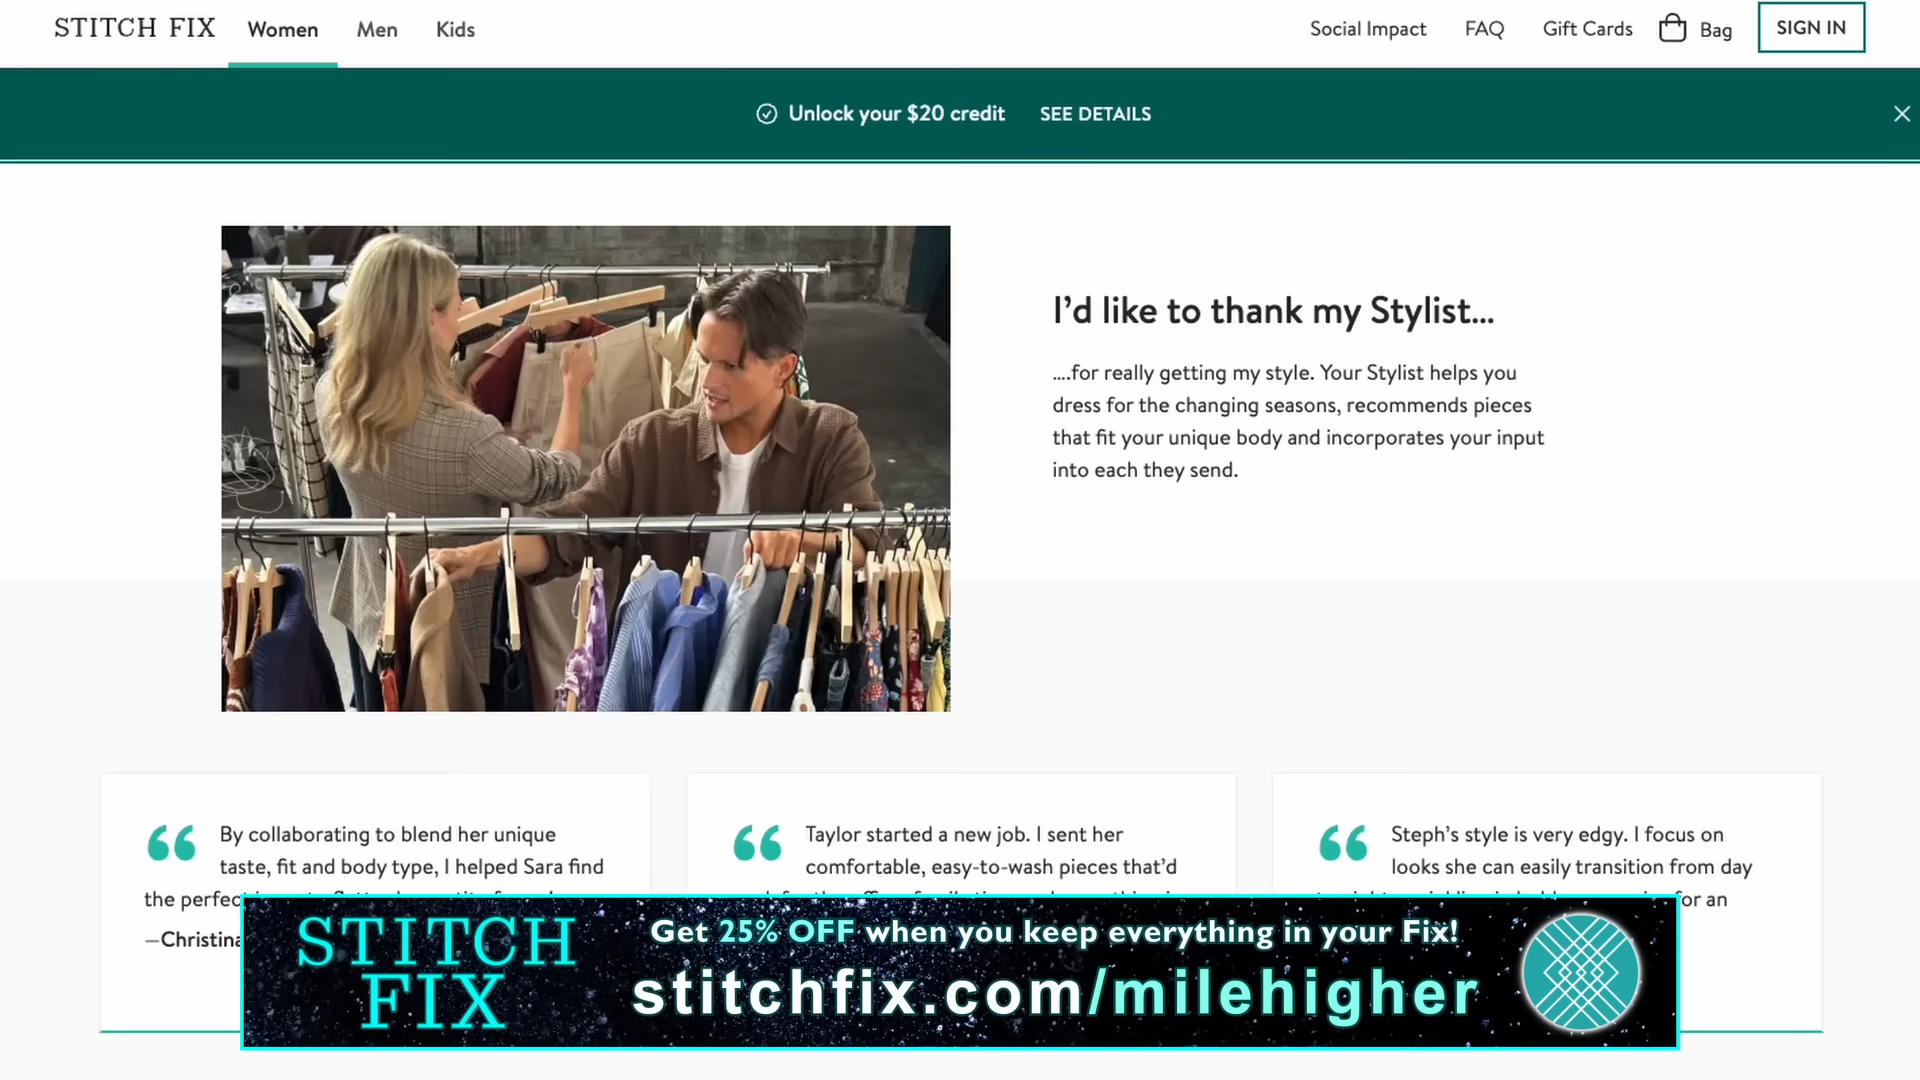 STITCH FIX Women Men Kids Social Impact FAQ Gift Cards Bag SIGN IN
Unlock your $20 credit SEE DETAILS
I'd like to thank my Stylist...
....for really getting my style. Your Stylist helps you
dress for the changing seasons, recommends pieces
that fit your unique body and incorporates your input
into each they send.
By collaborating to blend her unique
taste, fit and body type, I helped Sara find
the perfec
—Christina
Taylor started a new job. I sent her
comfortable, easy-to-wash pieces that'd
Steph's style is very edgy. I focus on
looks she can easily transition from day
for an
STITCH
FIX
Get 25% OFF when you keep everything in your Fix!
stitchfix.com/milehigher